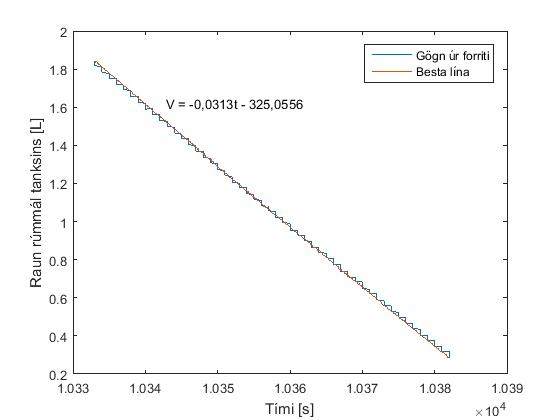 2
1.8
1.6
1.4
1.2
1
0.8
0.6
0.4
0.2
Raun rúmmál tanksins [L]
V = -0,0313t - 325,0556
Gögn úr forriti
Besta lína
1.033 1.034 1.035 1.036 1.037 1.038 1.039
×10⁴
Tími [s]